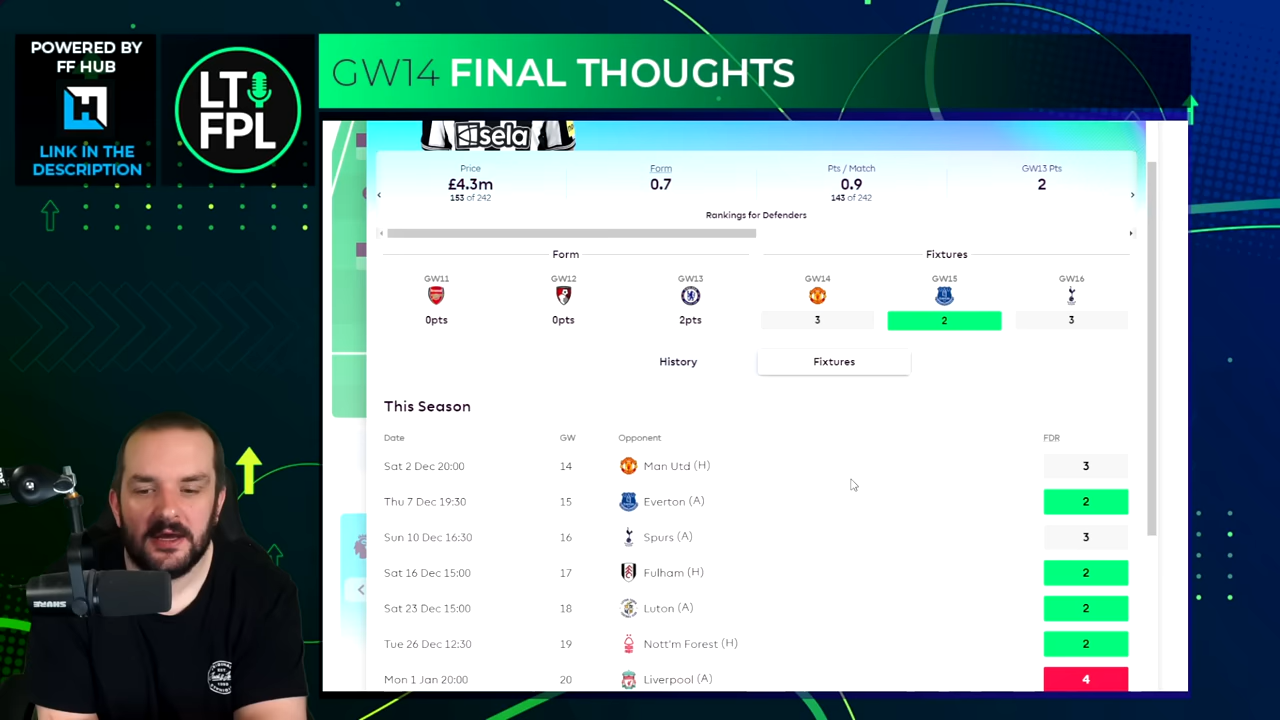 POWERED BY
FF HUB
LINK IN THE
DESCRIPTION
LT
FPL
GW14 FINAL THOUGHTS
sela
Price Form Pts / Match GW13 Pts
£4.3m 0.7 0.9 2
153 of 242 143 of 242
Rankings for Defenders
Form Fixtures
GW11 GW12 GW13 GW14 GW15 GW16
0pts 0pts 2pts 3 2 3
History Fixtures
This Season
Date GW Opponent FDR
Sat 2 Dec 20:00 14 Man Utd (H) 3
Thu 7 Dec 19:30 15 Everton (A) 2
Sun 10 Dec 16:30 16 Spurs (A) 3
Sat 16 Dec 15:00 17 Fulham (H) 2
Sat 23 Dec 15:00 18 Luton (A) 2
Tue 26 Dec 12:30 19 Nott'm Forest (H) 2
Mon 1 Jan 20:00 20 Liverpool (A) 4
SHURE